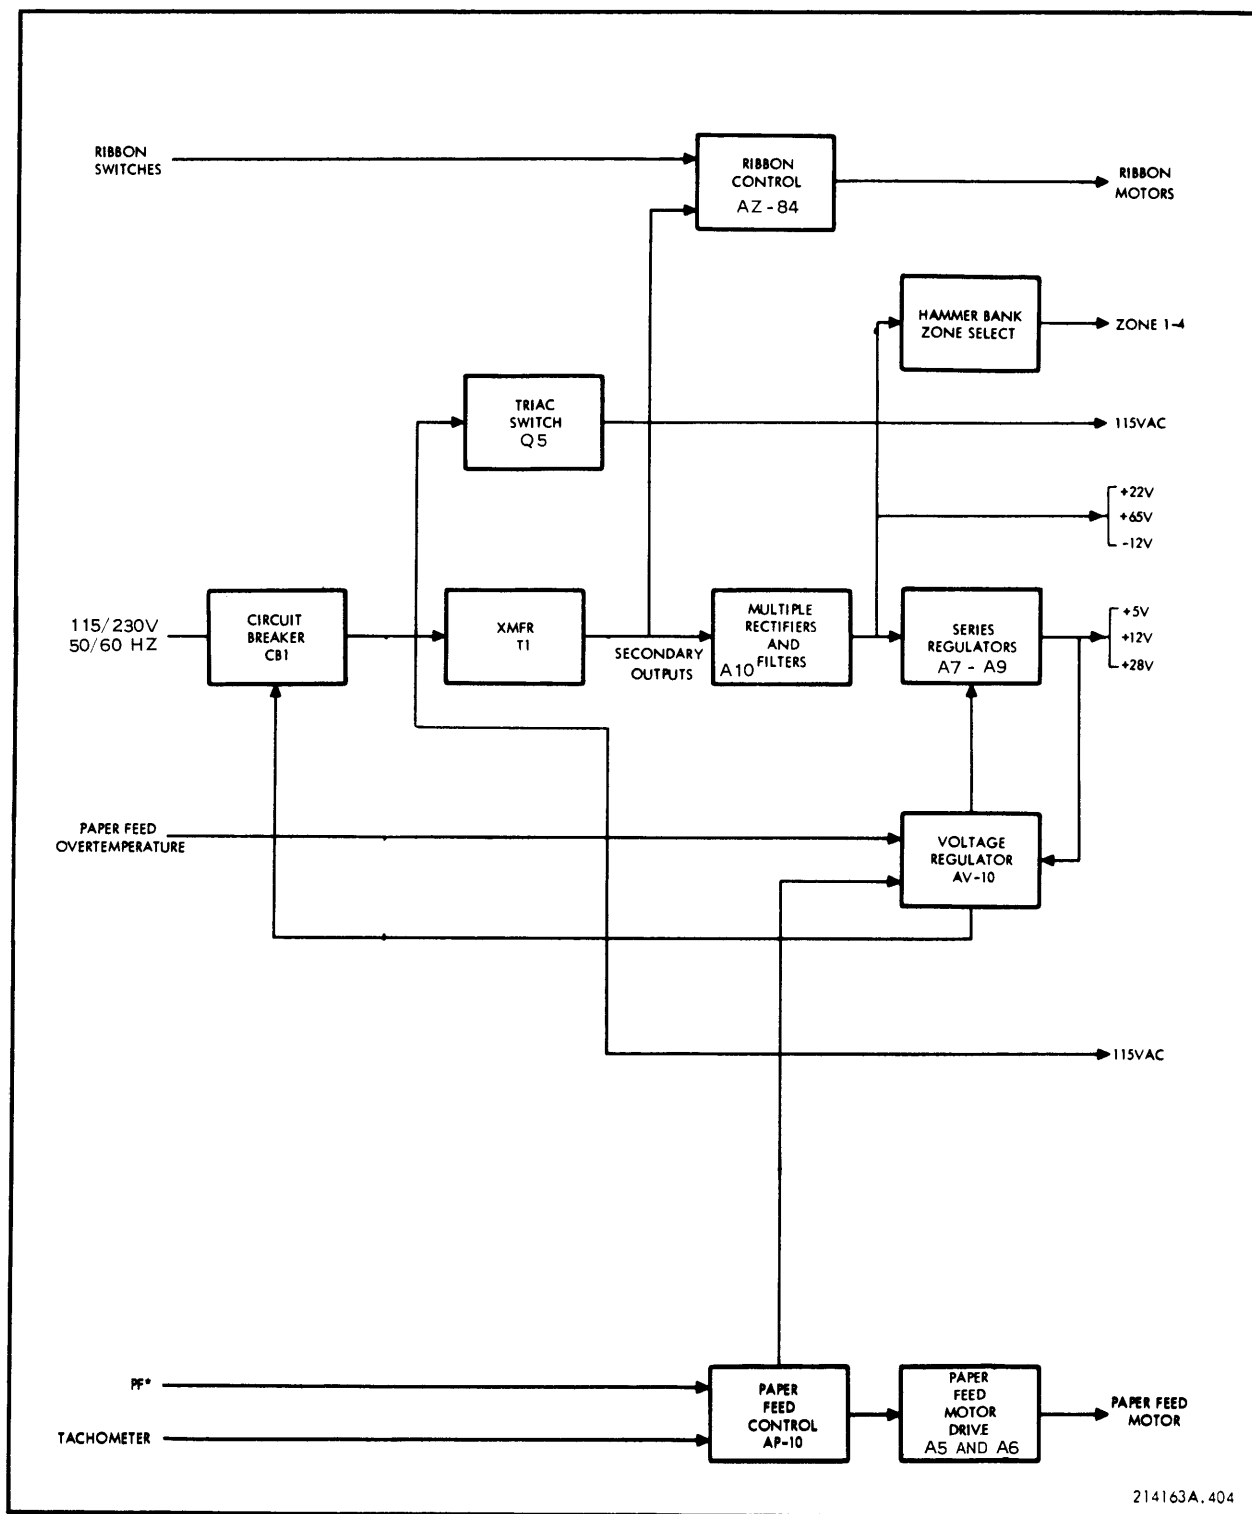 RIBBON
SWITCHES
RIBBON
CONTROL
AZ-84
RIBBON
MOTORS
HAMMER BANK
ZONE SELECT
ZONE 1-4
TRIAC
SWITCH
Q5
115VAC
+22V
+65V
-12V
115/230V
50/60 HZ
CIRCUIT
BREAKER
CB1
XMFR
T1
SECONDARY
OUTPUTS
MULTIPLE
RECTIFIERS
AND
A10 FILTERS
SERIES
REGULATORS
A7 - A9
+5V
+12V
+28V
PAPER FEED
OVERTEMPERATURE
VOLTAGE
REGULATOR
AV-10
115VAC
PF*
TACHOMETER
PAPER
FEED
CONTROL
AP-10
PAPER
FEED
MOTOR
DRIVE
A5 AND A6
PAPER FEED
MOTOR
214163A.404